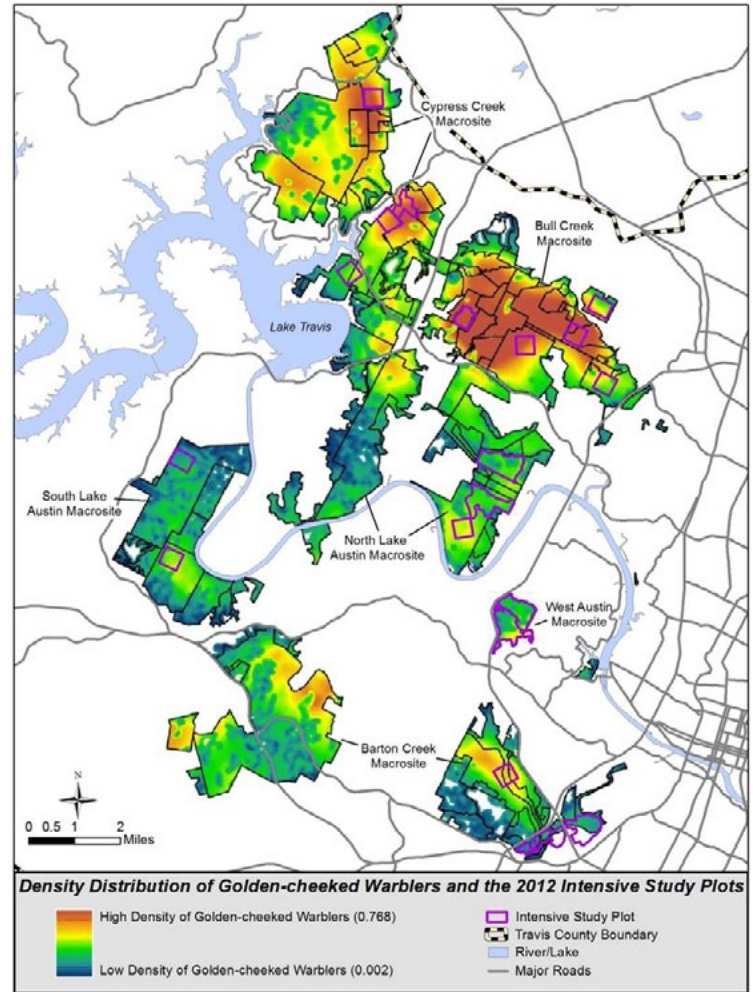 Cypress Creek
Macrosite
Bull Creek
Macrosite
Lake Travis
South Lake
Austin Macrosite
North Lake
Austin Macrosite
West Austin
Macrosite
Barton Creek
Macrosite
N
0 0.5 1 2
Miles
Density Distribution of Golden-cheeked Warblers and the 2012 Intensive Study Plots
High Density of Golden-cheeked Warblers (0.768)
Low Density of Golden-cheeked Warblers (0.002)
Intensive Study Plot
Travis County Boundary
River/Lake
Major Roads